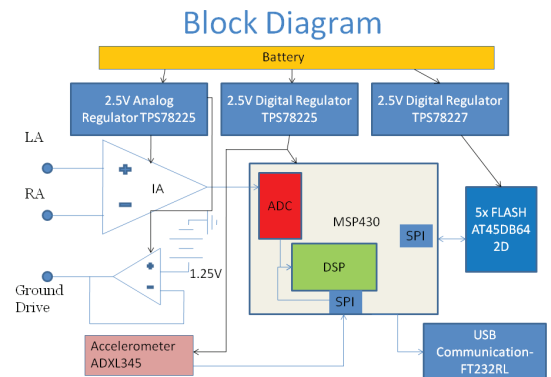 Block Diagram
Battery
2.5V Analog
Regulator TPS78225
2.5V Digital Regulator
TPS78225
2.5V Digital Regulator
TPS78227
LA
RA
IA
ADC
MSP430
SPI
5x FLASH
AT45DB64
2D
DSP
1.25V
SPI
Ground
Drive
Accelerometer
ADXL345
USB
Communication-
FT232RL